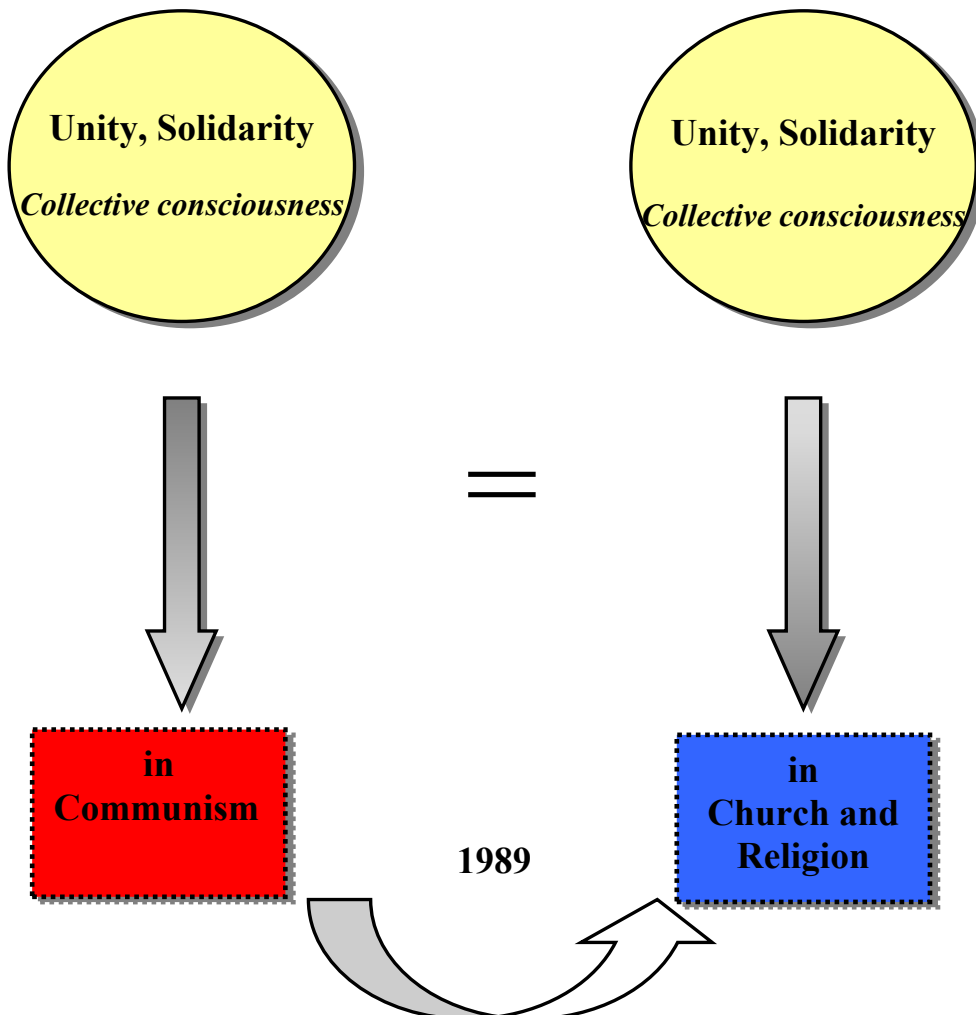 Unity, Solidarity
Collective consciousness
Unity, Solidarity
Collective consciousness
=
in
Communism
in
Church and
Religion
1989